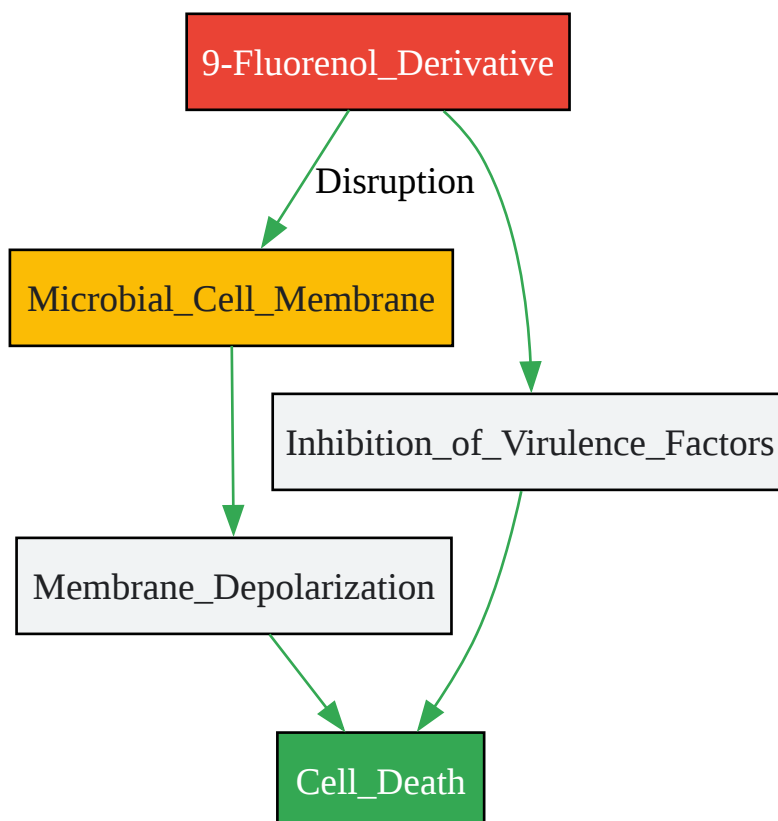 9-Fluorenol_Derivative
Disruption
Microbial_Cell_Membrane
Inhibition_of_Virulence_Factors
Membrane_Depolarization
Cell_Death